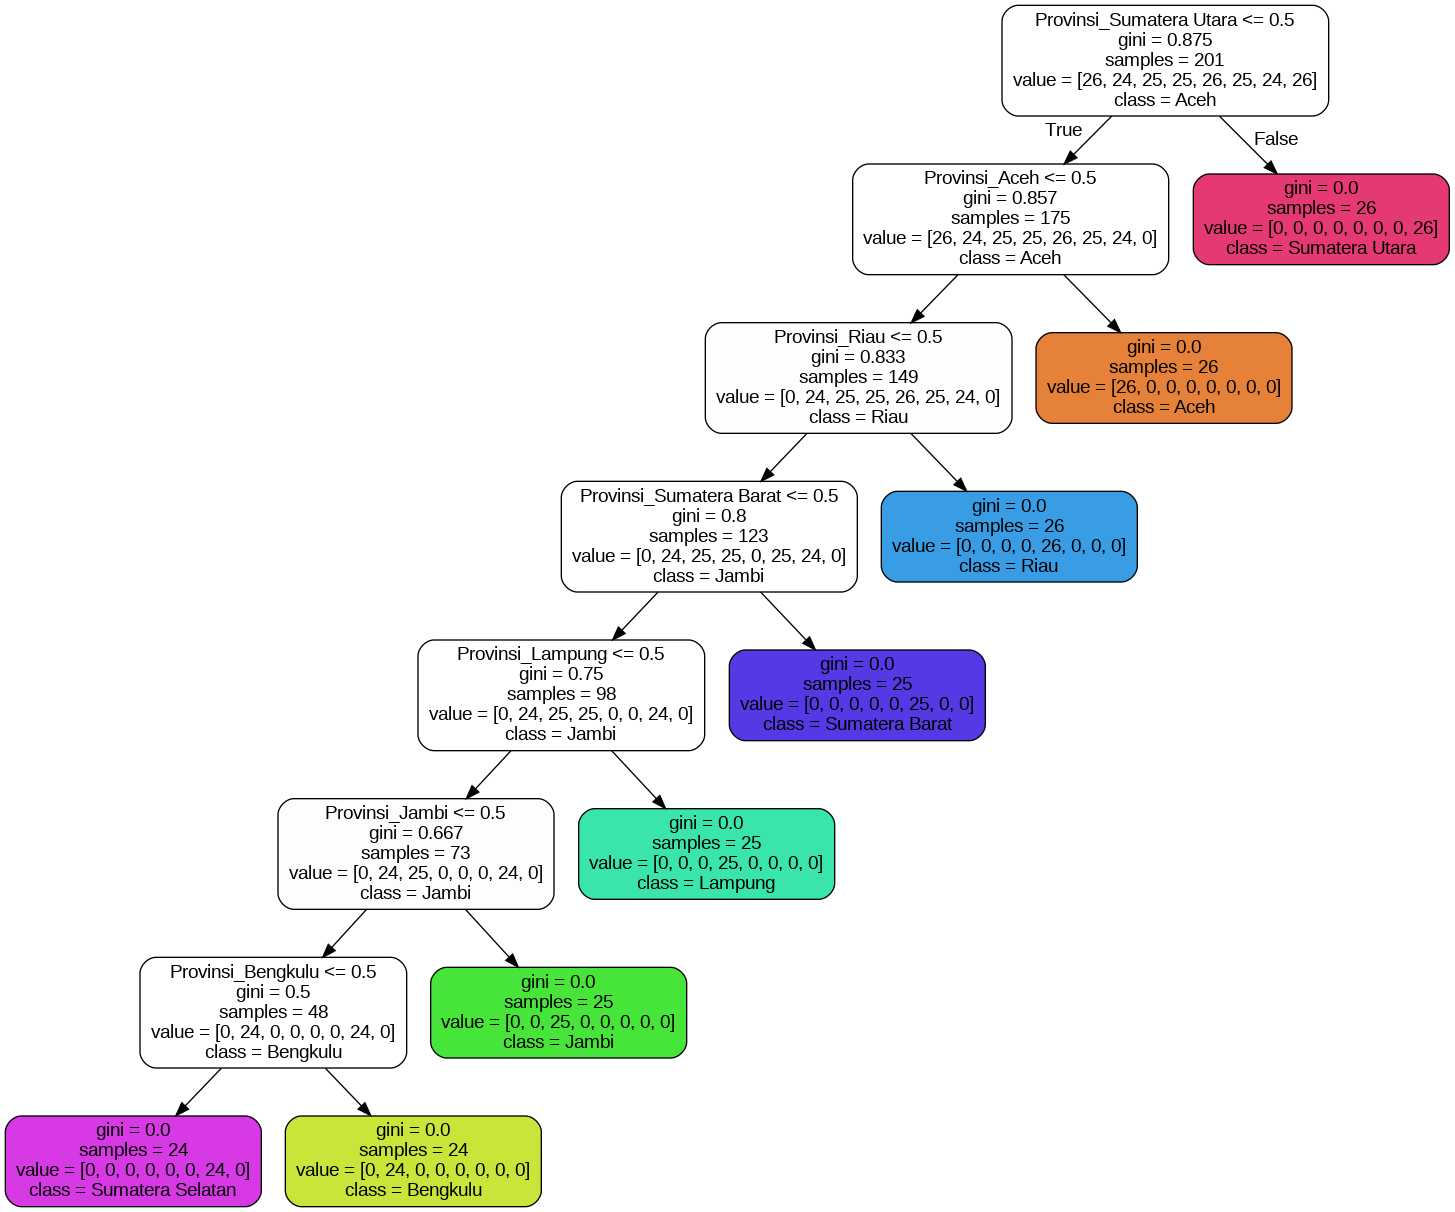 Provinsi_Sumatera Utara <= 0.5
gini = 0.875
samples = 201
value = [26, 24, 25, 25, 26, 25, 24, 26]
class = Aceh
True
False
Provinsi_Aceh <= 0.5
gini = 0.857
samples = 175
value = [26, 24, 25, 25, 26, 25, 24, 0]
class = Aceh
gini = 0.0
samples = 26
value = [0, 0, 0, 0, 0, 0, 0, 26]
class = Sumatera Utara
Provinsi_Riau <= 0.5
gini = 0.833
samples = 149
value = [0, 24, 25, 25, 26, 25, 24, 0]
class = Riau
gini = 0.0
samples = 26
value = [26, 0, 0, 0, 0, 0, 0, 0]
class = Aceh
Provinsi_Sumatera Barat <= 0.5
gini = 0.8
samples = 123
value = [0, 24, 25, 25, 0, 25, 24, 0]
class = Jambi
gini = 0.0
samples = 26
value = [0, 0, 0, 0, 26, 0, 0, 0]
class = Riau
Provinsi_Lampung <= 0.5
gini = 0.75
samples = 98
value = [0, 24, 25, 25, 0, 0, 24, 0]
class = Jambi
gini = 0.0
samples = 25
value = [0, 0, 0, 0, 0, 25, 0, 0]
class = Sumatera Barat
Provinsi_Jambi <= 0.5
gini = 0.667
samples = 73
value = [0, 24, 25, 0, 0, 0, 24, 0]
class = Jambi
gini = 0.0
samples = 25
value = [0, 0, 0, 25, 0, 0, 0, 0]
class = Lampung
Provinsi_Bengkulu <= 0.5
gini = 0.5
samples = 48
value = [0, 24, 0, 0, 0, 0, 24, 0]
class = Bengkulu
gini = 0.0
samples = 25
value = [0, 0, 25, 0, 0, 0, 0, 0]
class = Jambi
gini = 0.0
samples = 24
value = [0, 0, 0, 0, 0, 0, 24, 0]
class = Sumatera Selatan
gini = 0.0
samples = 24
value = [0, 24, 0, 0, 0, 0, 0, 0]
class = Bengkulu